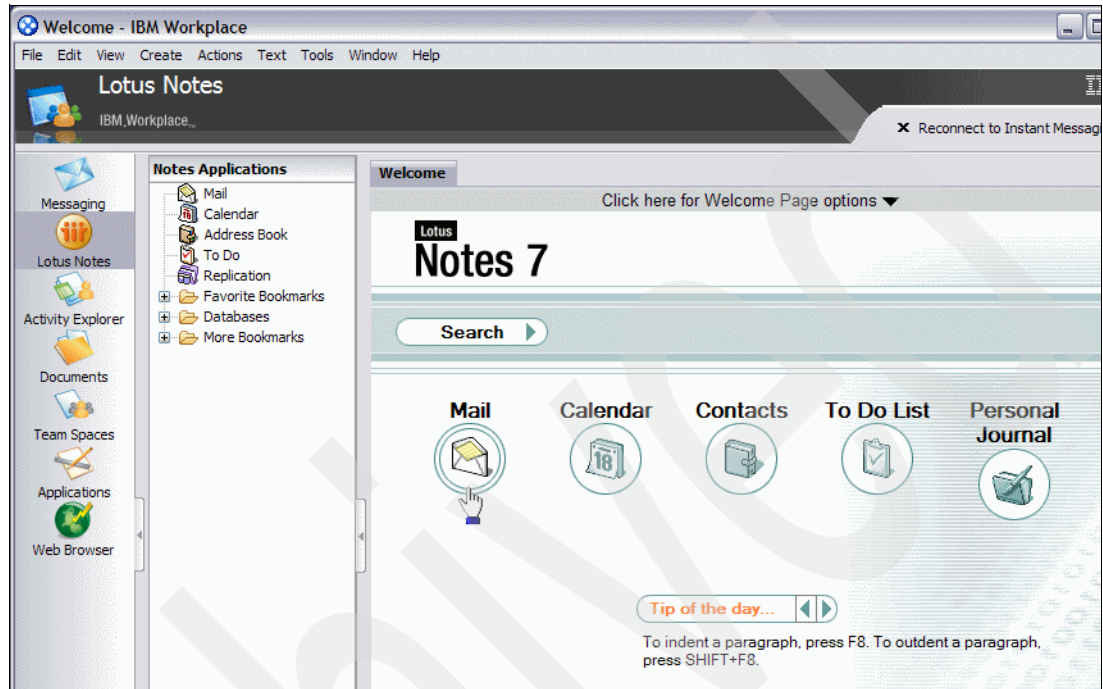 Welcome - IBM Workplace
File Edit View Create Actions Text Tools Window Help
Lotus Notes
IBM Workplace
Reconnect to Instant
Messaging
Lotus Notes
Activity Explorer
Documents
Team Spaces
Applications
Web Browser
Notes Applications
Mail
Calendar
Address Book
To Do
Replication
Favorite Bookmarks
Databases
More Bookmarks
Welcome
Click here for Welcome Page options
Lotus
Notes 7
Search
Mail
Calendar
18
Contacts
To Do List
Personal
Journal
Tip of the day...
To indent a paragraph, press F8. To outdent a paragraph,
press SHIFT+F8.